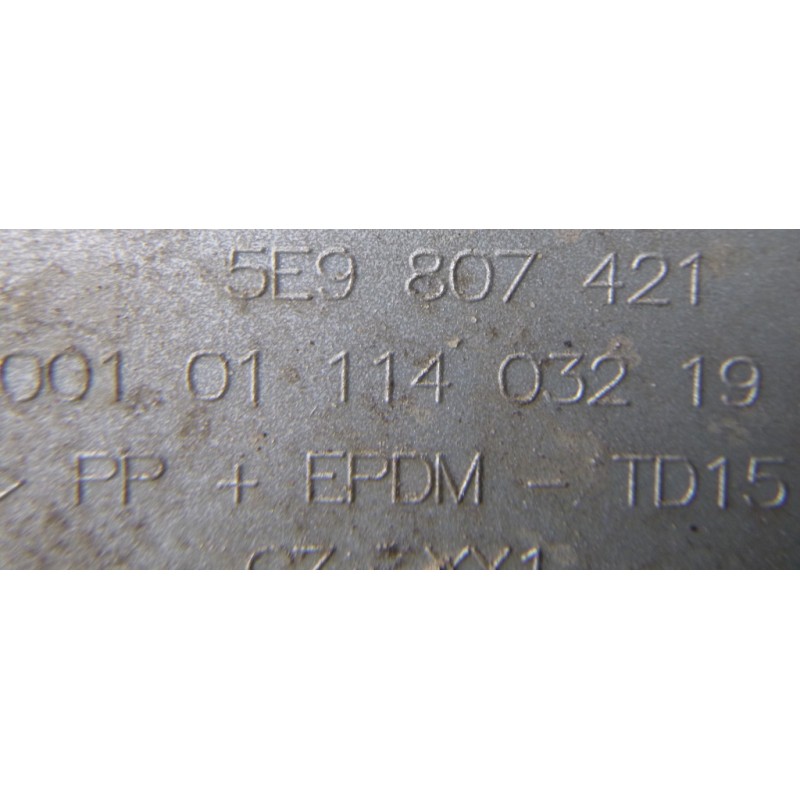 5E9 807 421
001.01 114 032 19
> PP + EPDM - TD15